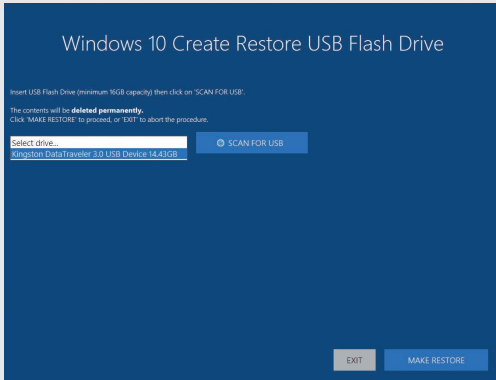 Windows 10 Create Restore USB Flash Drive
Insert USB Flash Drive (minimum 16GB capacity) then click on 'SCAN FOR USB'.
The contents will be deleted permanently.
Click 'MAKE RESTORE' to proceed, or 'EXIT' to abort the procedure.
Select drive...
SCAN FOR USB
Kingston DataTraveler 3.0 USB Device 14.43GB
EXIT
MAKE RESTORE